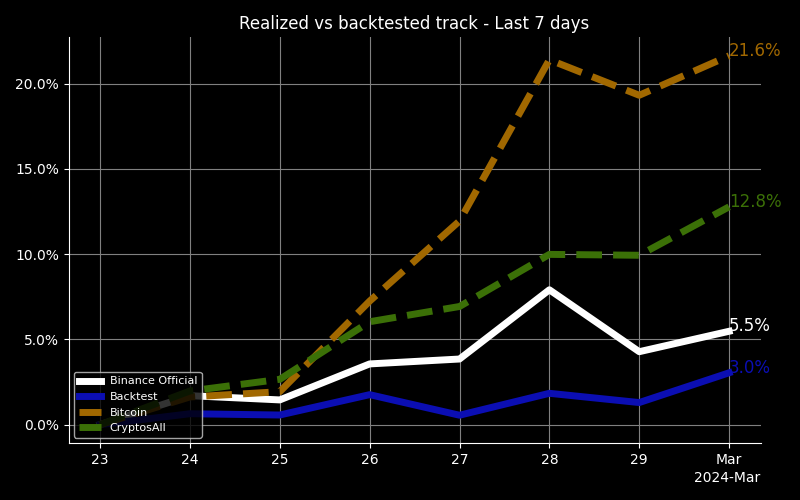 Realized vs backtested track - Last 7 days
21.6%
20.0%
15.0%
12.8%
10.0%
5.5%
5.0%
3.0%
Binance Official
Backtest
Bitcoin
CryptosAll
0.0%
23 24 25 26 27 28 29 Mar
2024-Mar